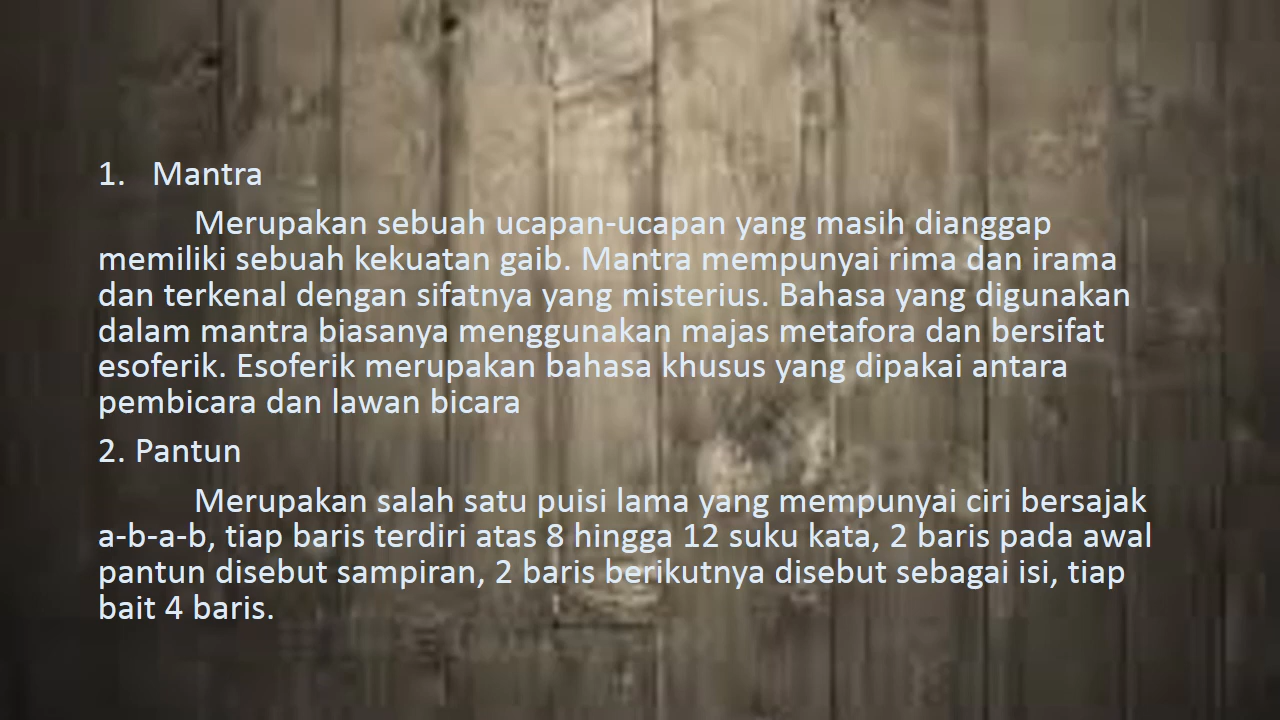 1. Mantra
Merupakan sebuah ucapan-ucapan yang masih dianggap
memiliki sebuah kekuatan gaib. Mantra mempunyai rima dan irama
dan terkenal dengan sifatnya yang misterius. Bahasa yang digunakan
dalam mantra biasanya menggunakan majas metafora dan bersifat
esoferik. Esoferik merupakan bahasa khusus yang dipakai antara
pembicara dan lawan bicara
2. Pantun
Merupakan salah satu puisi lama yang mempunyai ciri bersajak
a-b-a-b, tiap baris terdiri atas 8 hingga 12 suku kata, 2 baris pada awal
pantun disebut sampiran, 2 baris berikutnya disebut sebagai isi, tiap
bait 4 baris.